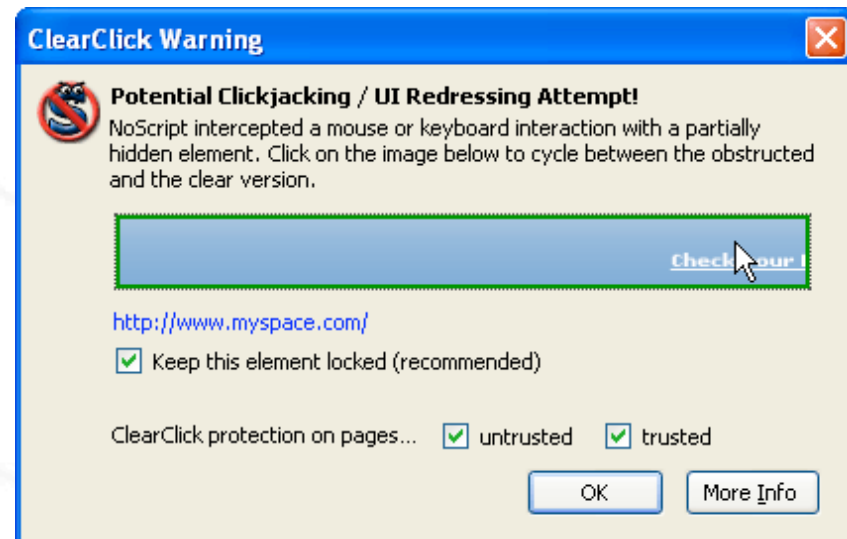 ClearClick Warning
Potential Clickjacking / UI Redressing Attempt!
NoScript intercepted a mouse or keyboard interaction with a partially
hidden element. Click on the image below to cycle between the obstructed
and the clear version.
Check
http://www.myspace.com/
Keep this element locked (recommended)
ClearClick protection on pages... untrusted trusted
OK More Info